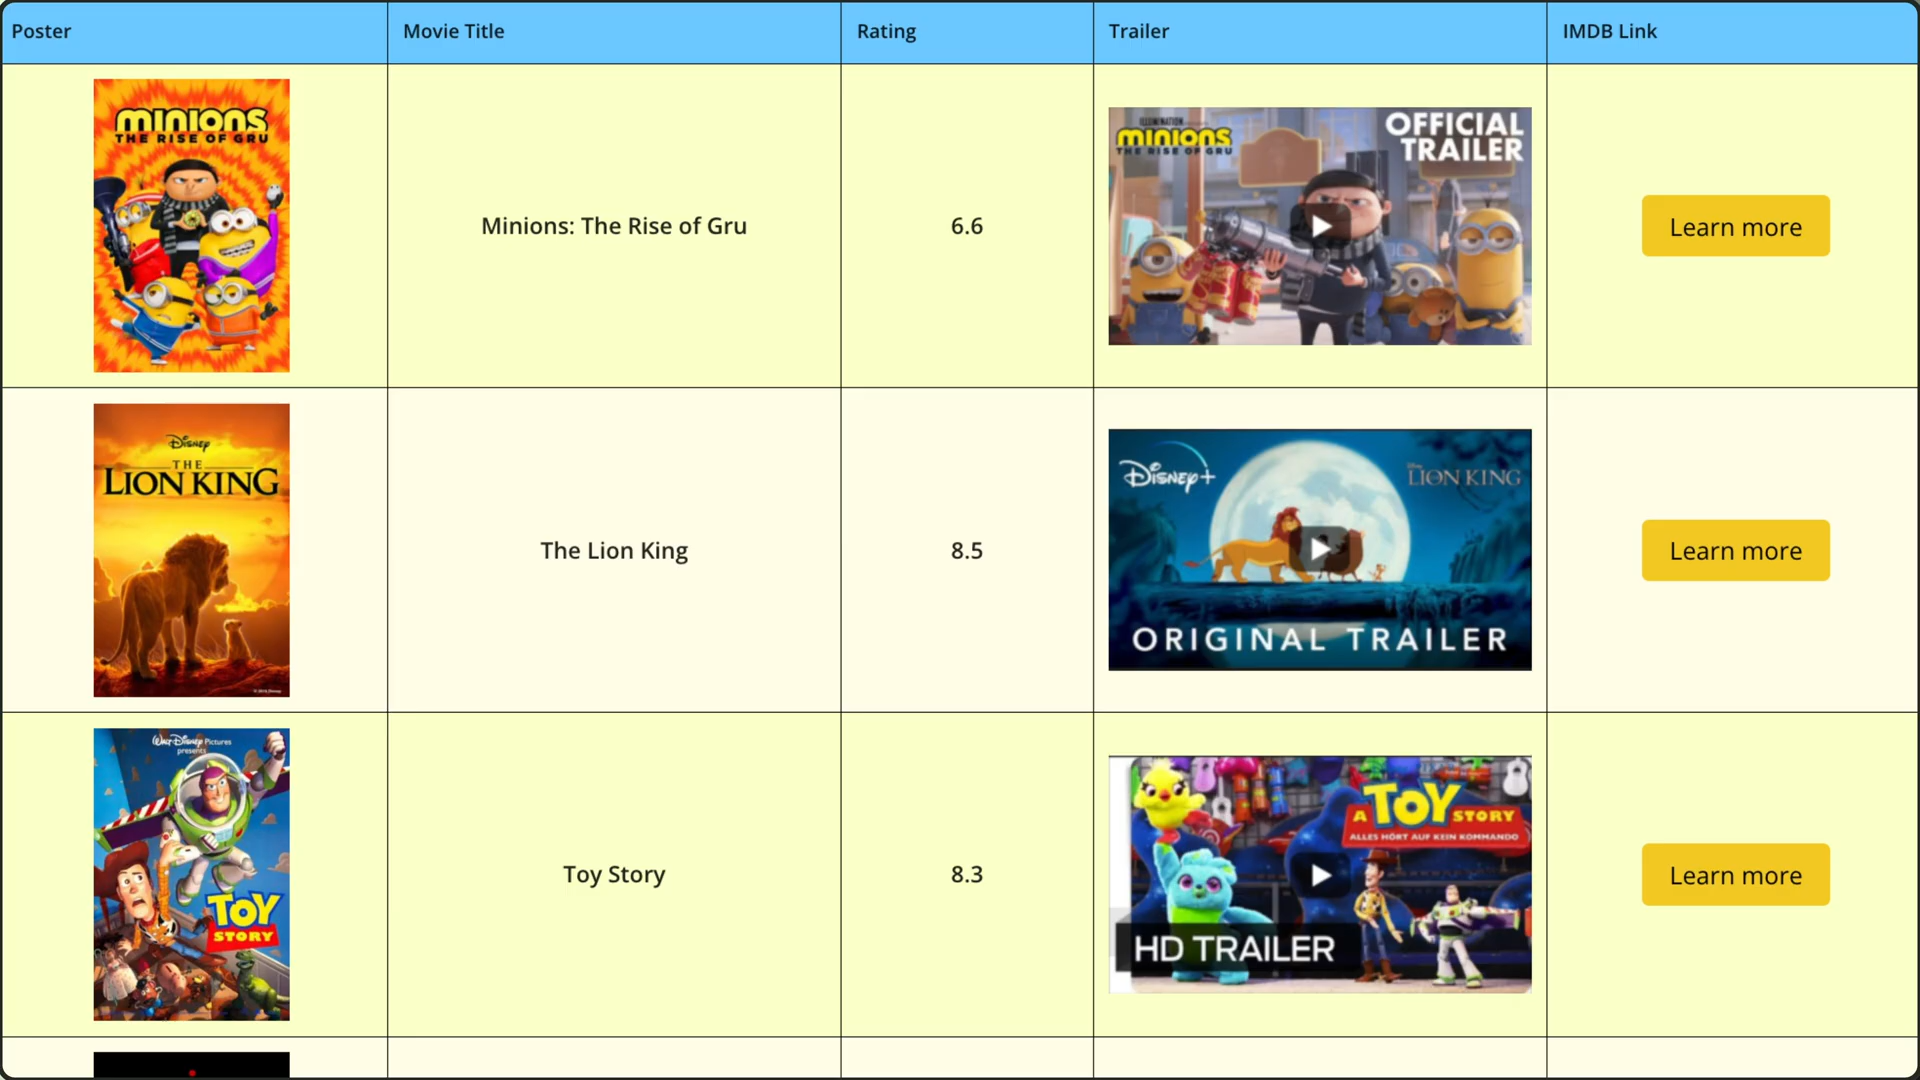 Poster
Movie Title
Rating
Trailer
IMDB Link
minions
THE RISE OF GRU
Minions: The Rise of Gru
6.6
ILLUMINATION
minions
THE RISE OF GRU
OFFICIAL
TRAILER
Learn more
Disney
THE
LION KING
The Lion King
8.5
Disney+
Disney
LION KING
ORIGINAL TRAILER
Learn more
Walt Disney Pictures
presents
TOY
STORY
Toy Story
8.3
A TOY STORY
ALLES HÖRT AUF KEIN KOMMANDO
HD TRAILER
Learn more